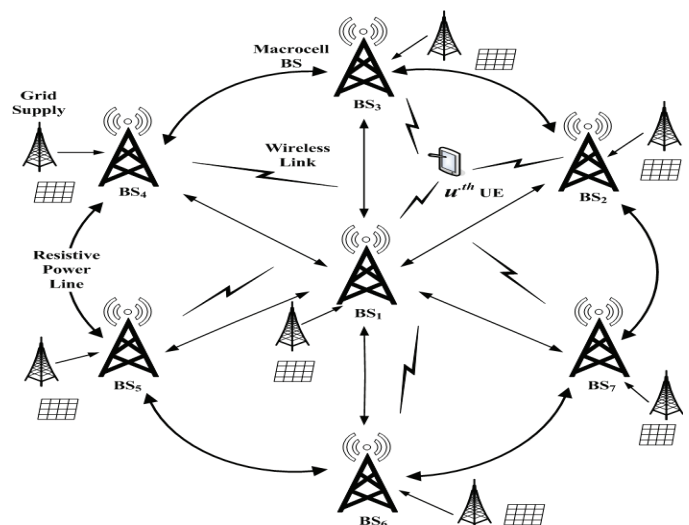 Macrocell
BS
BS3
Grid
Supply
Wireless
Link
BS4
u^th UE
BS2
Resistive
Power
Line
BS1
BS5
BS7
BS6